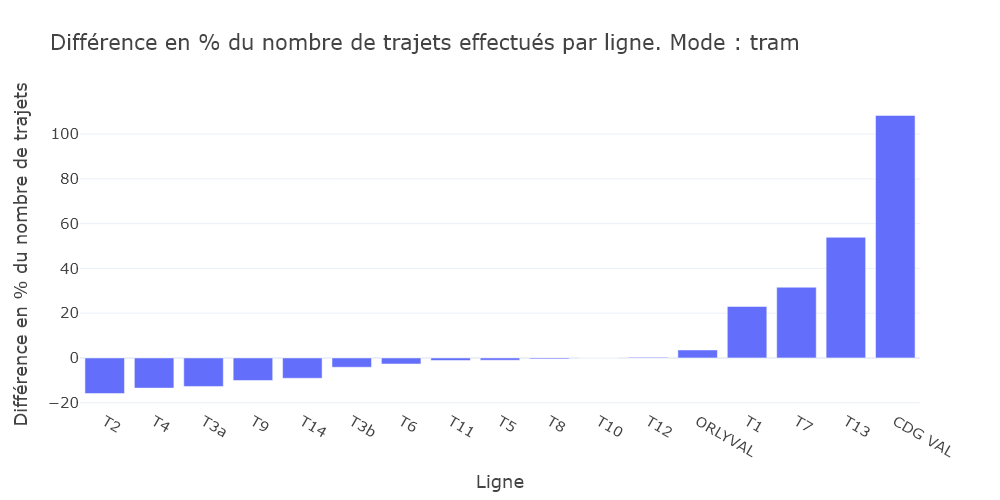 Différence en % du nombre de trajets effectués par ligne. Mode : tram
Différence en % du nombre de trajets
100
80
60
40
20
0
−20
T2
T4
T3a
T9
T14
T3b
T6
T11
T5
T8
T10
T12
ORLYVAL
T1
T7
T13
CDG VAL
Ligne